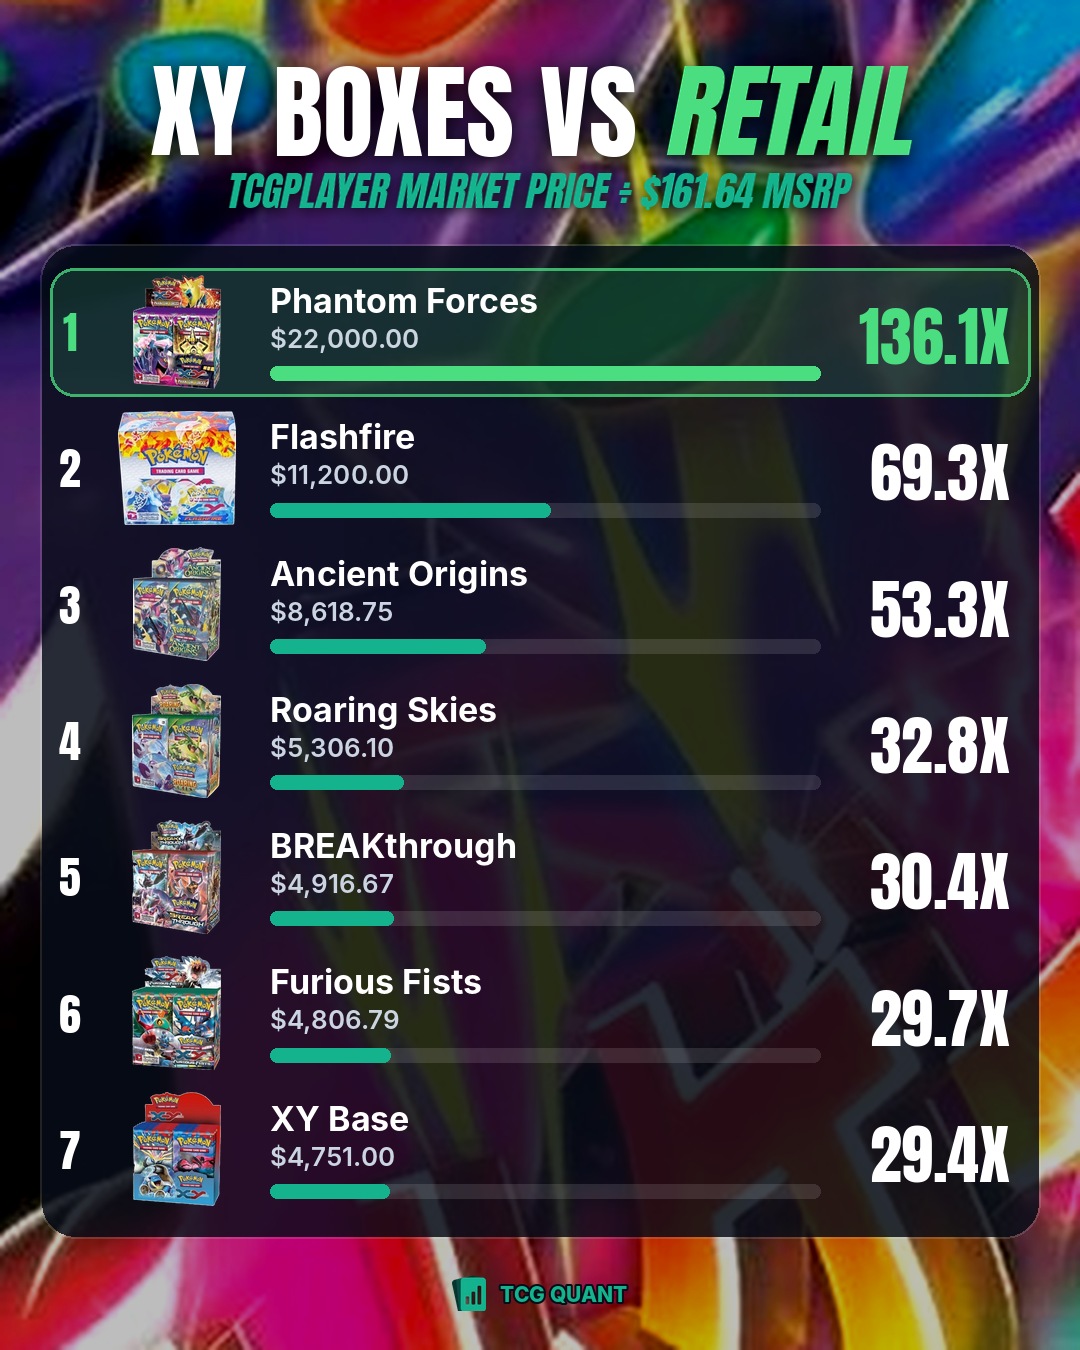 XY BOXES VS RETAIL
TCGPLAYER MARKET PRICE ÷ $161.64 MSRP
1
Phantom Forces
$22,000.00
136.1X
2
Flashfire
$11,200.00
69.3X
3
Ancient Origins
$8,618.75
53.3X
4
Roaring Skies
$5,306.10
32.8X
5
BREAKthrough
$4,916.67
30.4X
6
Furious Fists
$4,806.79
29.7X
7
XY Base
$4,751.00
29.4X
TCG QUANT